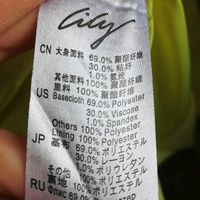 City
CN 大身面 69.0% 聚酯纤维
30.0% 粘纤
1.0% 氨纶
其他面料 100% 聚酯纤维
里料 100% 聚酯纤维
US Basecloth 69.0% Polyester
30.0% Viscose
1.0% Spandex
Others 100% Polyester
Lining 100% Polyester
JP 基布 69.0% ポリエステル
30.0% レーヨン
1.0% ポリウレタン
その他 100% ポリエステル
裏地 100% ポリエステル
RU